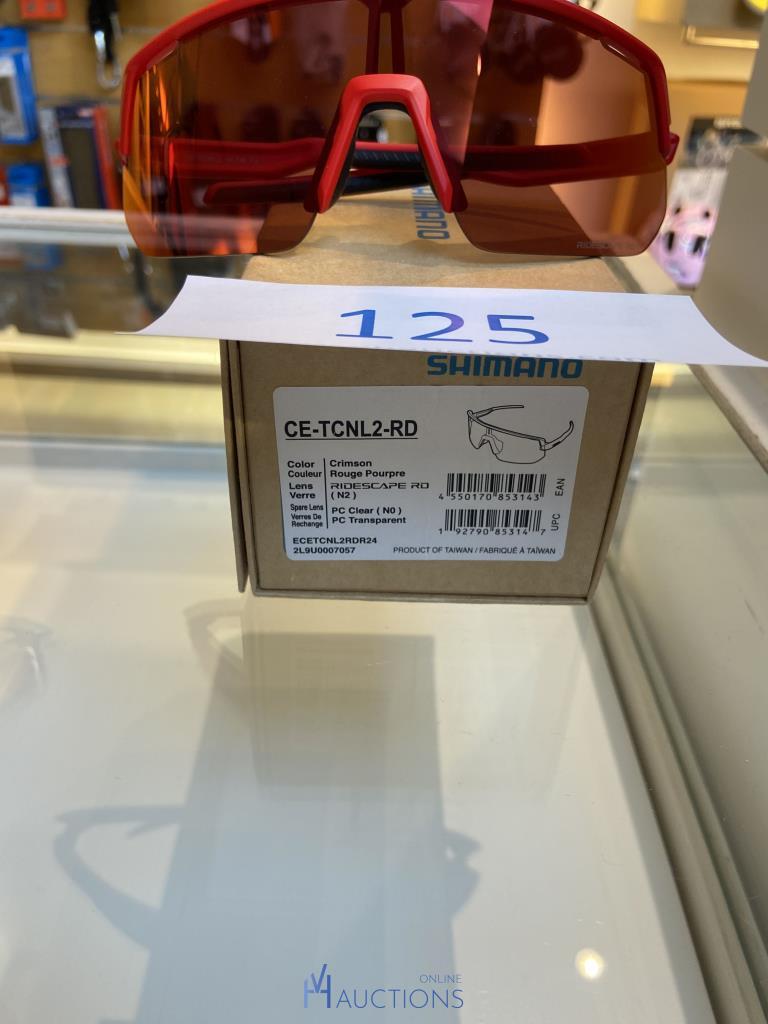 RIDESCAPE RD
SHIMANO
125
SHIMANO
CE-TCNL2-RD
Color Crimson
Couleur Rouge Pourpre
Lens RIDESCAPE RD
Verre ( N2 )
Spare Lens PC Clear ( N0 )
Verres De Rechange PC Transparent
4 550170 853143 EAN
1 92790 85314 7 UPC
ECETCNL2RDR24
2L9U0007057 PRODUCT OF TAIWAN / FABRIQUÉ À TAÏWAN
ONLINE
VH AUCTIONS